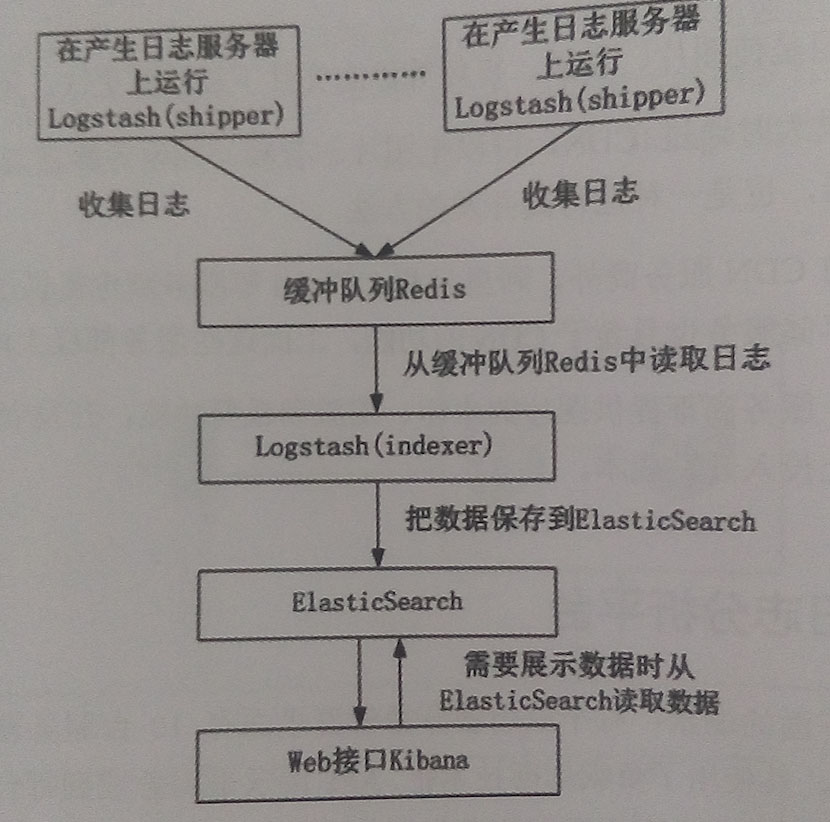 在产生日志服务器
上运行
Logstash(shipper)
在产生日志服务器
上运行
Logstash(shipper)
收集日志
收集日志
缓冲队列Redis
从缓冲队列Redis中读取日志
Logstash(indexer)
把数据保存到ElasticSearch
ElasticSearch
需要展示数据时从
ElasticSearch读取数据
Web接口Kibana